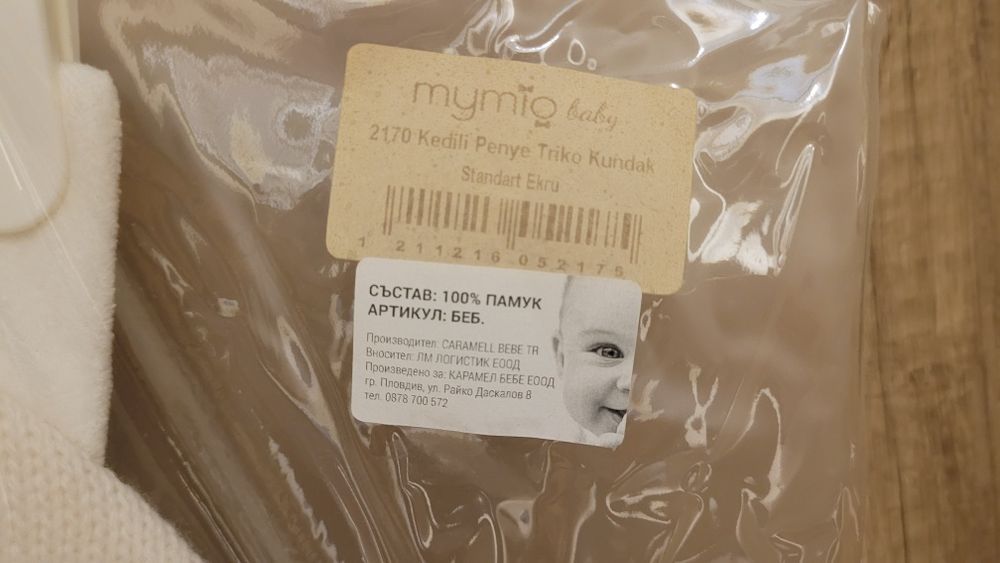 mymio baby
2170 Kedili Penye Triko Kundak
Standart Ekru
1 211216 052175
СЪСТАВ: 100% ПАМУК
АРТИКУЛ: БЕБ.
Производител: CARAMELL BEBE TR
Вносител: ЛМ ЛОГИСТИК ЕООД
Произведено за: КАРАМЕЛ БЕБЕ ЕООД
гр. Пловдив, ул. Райко Даскалов 8
тел. 0878 700 572